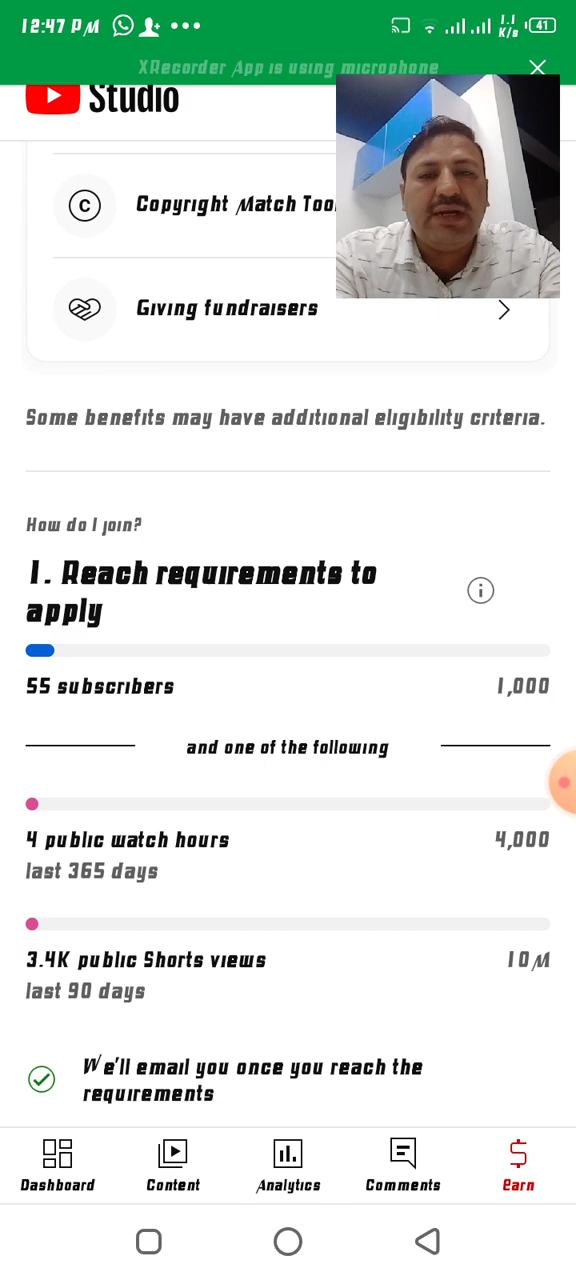 12:47 PM
1.1 K/s
41
XRecorder App is using microphone
Studio
Copyright Match Too
Giving fundraisers
Some benefits may have additional eligibility criteria.
How do I join?
1. Reach requirements to
apply
55 subscribers 1,000
and one of the following
4 public watch hours 4,000
last 365 days
3.4K public Shorts views 10M
last 90 days
We'll email you once you reach the
requirements
Dashboard Content Analytics Comments Earn